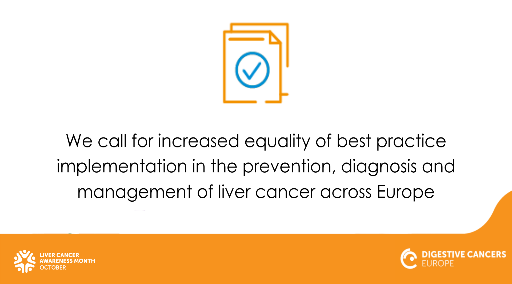 We call for increased equality of best practice
implementation in the prevention, diagnosis and
management of liver cancer across Europe
LIVER CANCER
AWARENESS MONTH
OCTOBER
DIGESTIVE CANCERS
EUROPE